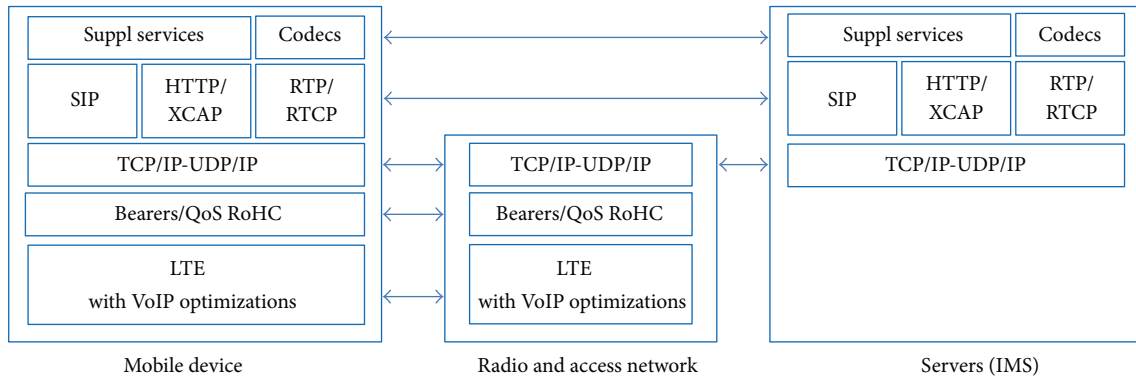 Suppl services
Codecs
SIP
HTTP/
XCAP
RTP/
RTCP
TCP/IP-UDP/IP
Bearers/QoS RoHC
LTE
with VoIP optimizations
Mobile device
TCP/IP-UDP/IP
Bearers/QoS RoHC
LTE
with VoIP optimizations
Radio and access network
Suppl services
Codecs
SIP
HTTP/
XCAP
RTP/
RTCP
TCP/IP-UDP/IP
Servers (IMS)